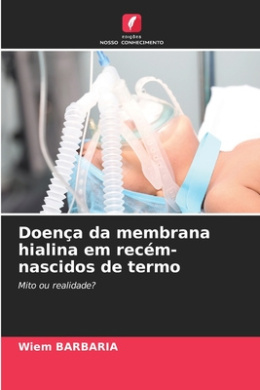 edições
NOSSO CONHECIMENTO
Doença da membrana
hialina em recém-
nascidos de termo
Mito ou realidade?
Wiem BARBARIA